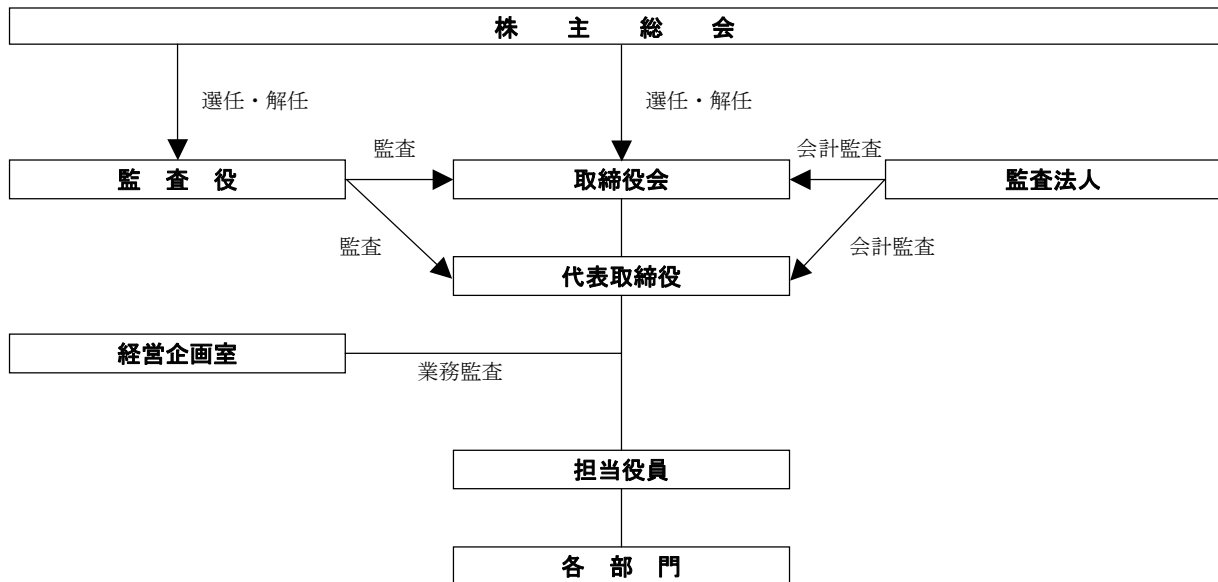 株 主 総 会
選任・解任
選任・解任
監査
会計監査
監 査 役
取締役会
監査法人
監査
会計監査
代表取締役
経営企画室
業務監査
担当役員
各 部 門